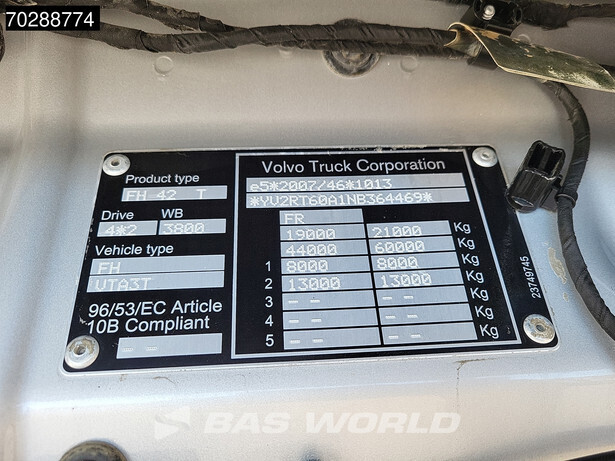 70288774
Product type
FH 42 T
Drive WB
4*2 3800
Vehicle type
FH
VTA3T
96/53/EC Article
10B Compliant
-- --
Volvo Truck Corporation
e5*2007/46*1013
*YV2RT60A1NB364469*
FR
19000 21000 Kg
44000 60000 Kg
1 8000 8000 Kg
2 13000 13000 Kg
3 -- -- -- -- Kg
4 -- -- -- -- Kg
5 -- -- -- -- Kg
23749745
BAS WORLD